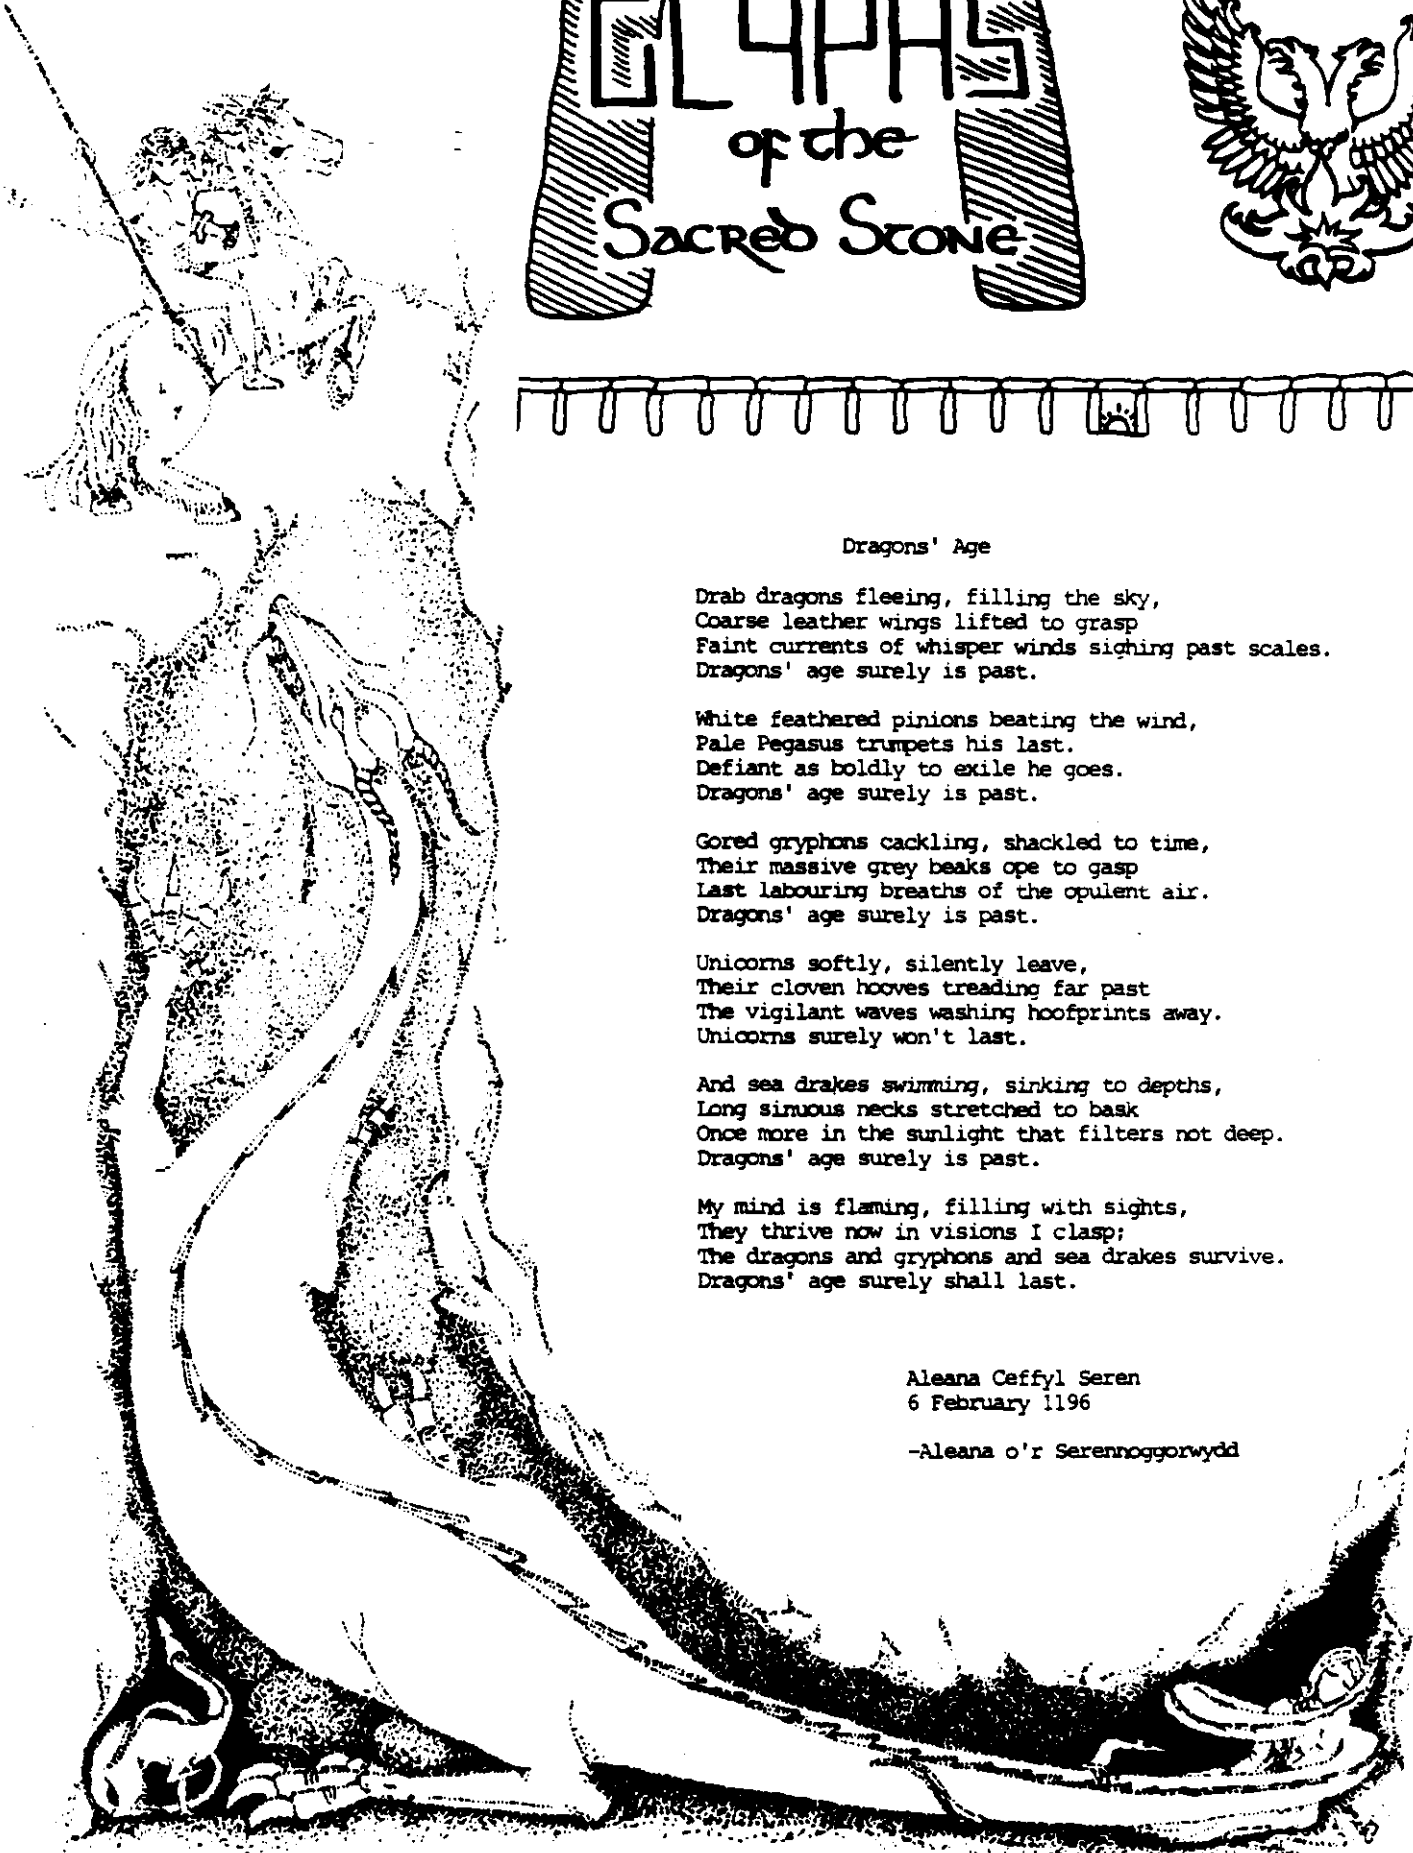 GLYPHS
of the
Sacred Stone
Dragons' Age
Drab dragons fleeing, filling the sky,
Coarse leather wings lifted to grasp
Faint currents of whisper winds sighing past scales.
Dragons' age surely is past.
White feathered pinions beating the wind,
Pale Pegasus trumpets his last.
Defiant as boldly to exile he goes.
Dragons' age surely is past.
Gored gryphons cackling, shackled to time,
Their massive grey beaks ope to gasp
Last labouring breaths of the opulent air.
Dragons' age surely is past.
Unicorns softly, silently leave,
Their cloven hooves treading far past
The vigilant waves washing hoofprints away.
Unicorns surely won't last.
And sea drakes swimming, sinking to depths,
Long sinuous necks stretched to bask
Once more in the sunlight that filters not deep.
Dragons' age surely is past.
My mind is flaming, filling with sights,
They thrive now in visions I clasp;
The dragons and gryphons and sea drakes survive.
Dragons' age surely shall last.
Aleana Ceffyl Seren
6 February 1196
-Aleana o'r Serennoggorwydd